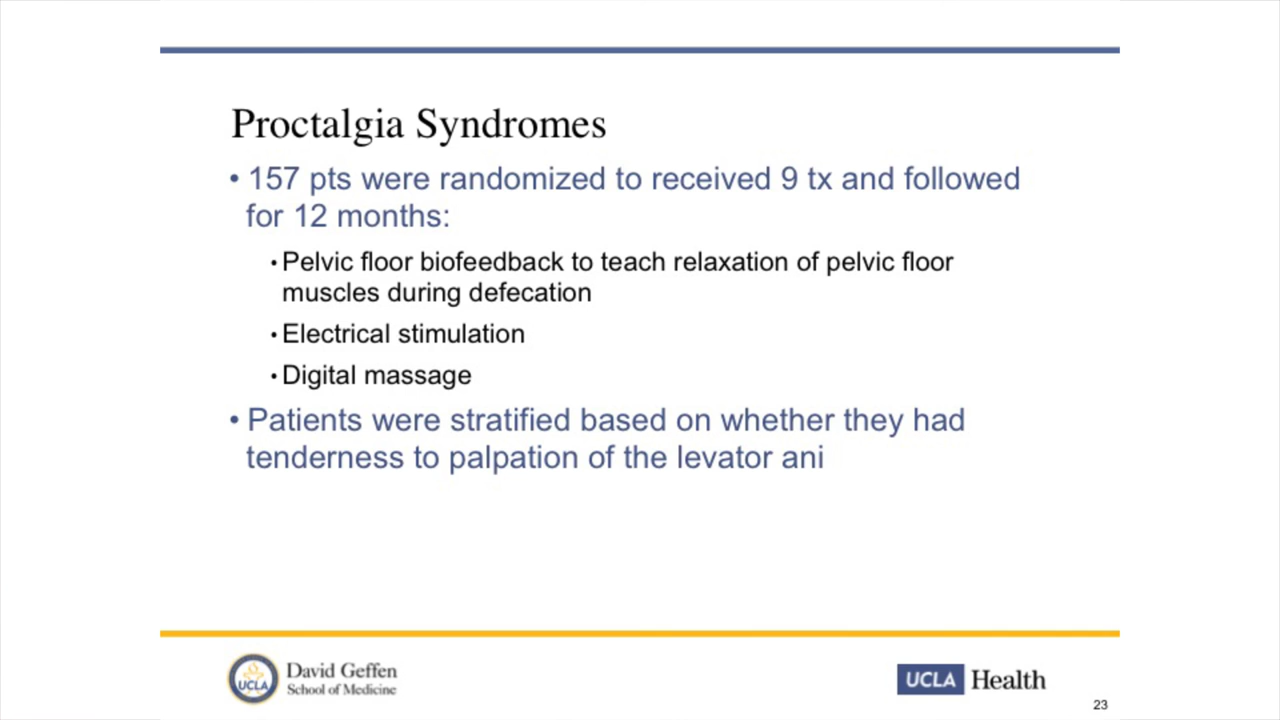 Proctalgia Syndromes
• 157 pts were randomized to received 9 tx and followed
for 12 months:
• Pelvic floor biofeedback to teach relaxation of pelvic floor
muscles during defecation
• Electrical stimulation
• Digital massage
• Patients were stratified based on whether they had
tenderness to palpation of the levator ani
UCLA
David Geffen
School of Medicine
UCLA Health
23